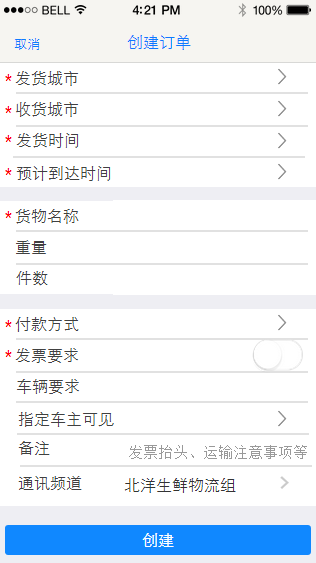 BELL 4:21 PM 100%
取消 创建订单
* 发货城市
* 收货城市
* 发货时间
* 预计到达时间
* 货物名称
重量
件数
* 付款方式
* 发票要求
车辆要求
指定车主可见
备注 发票抬头、运输注意事项等
通讯频道 北洋生鲜物流组
创建